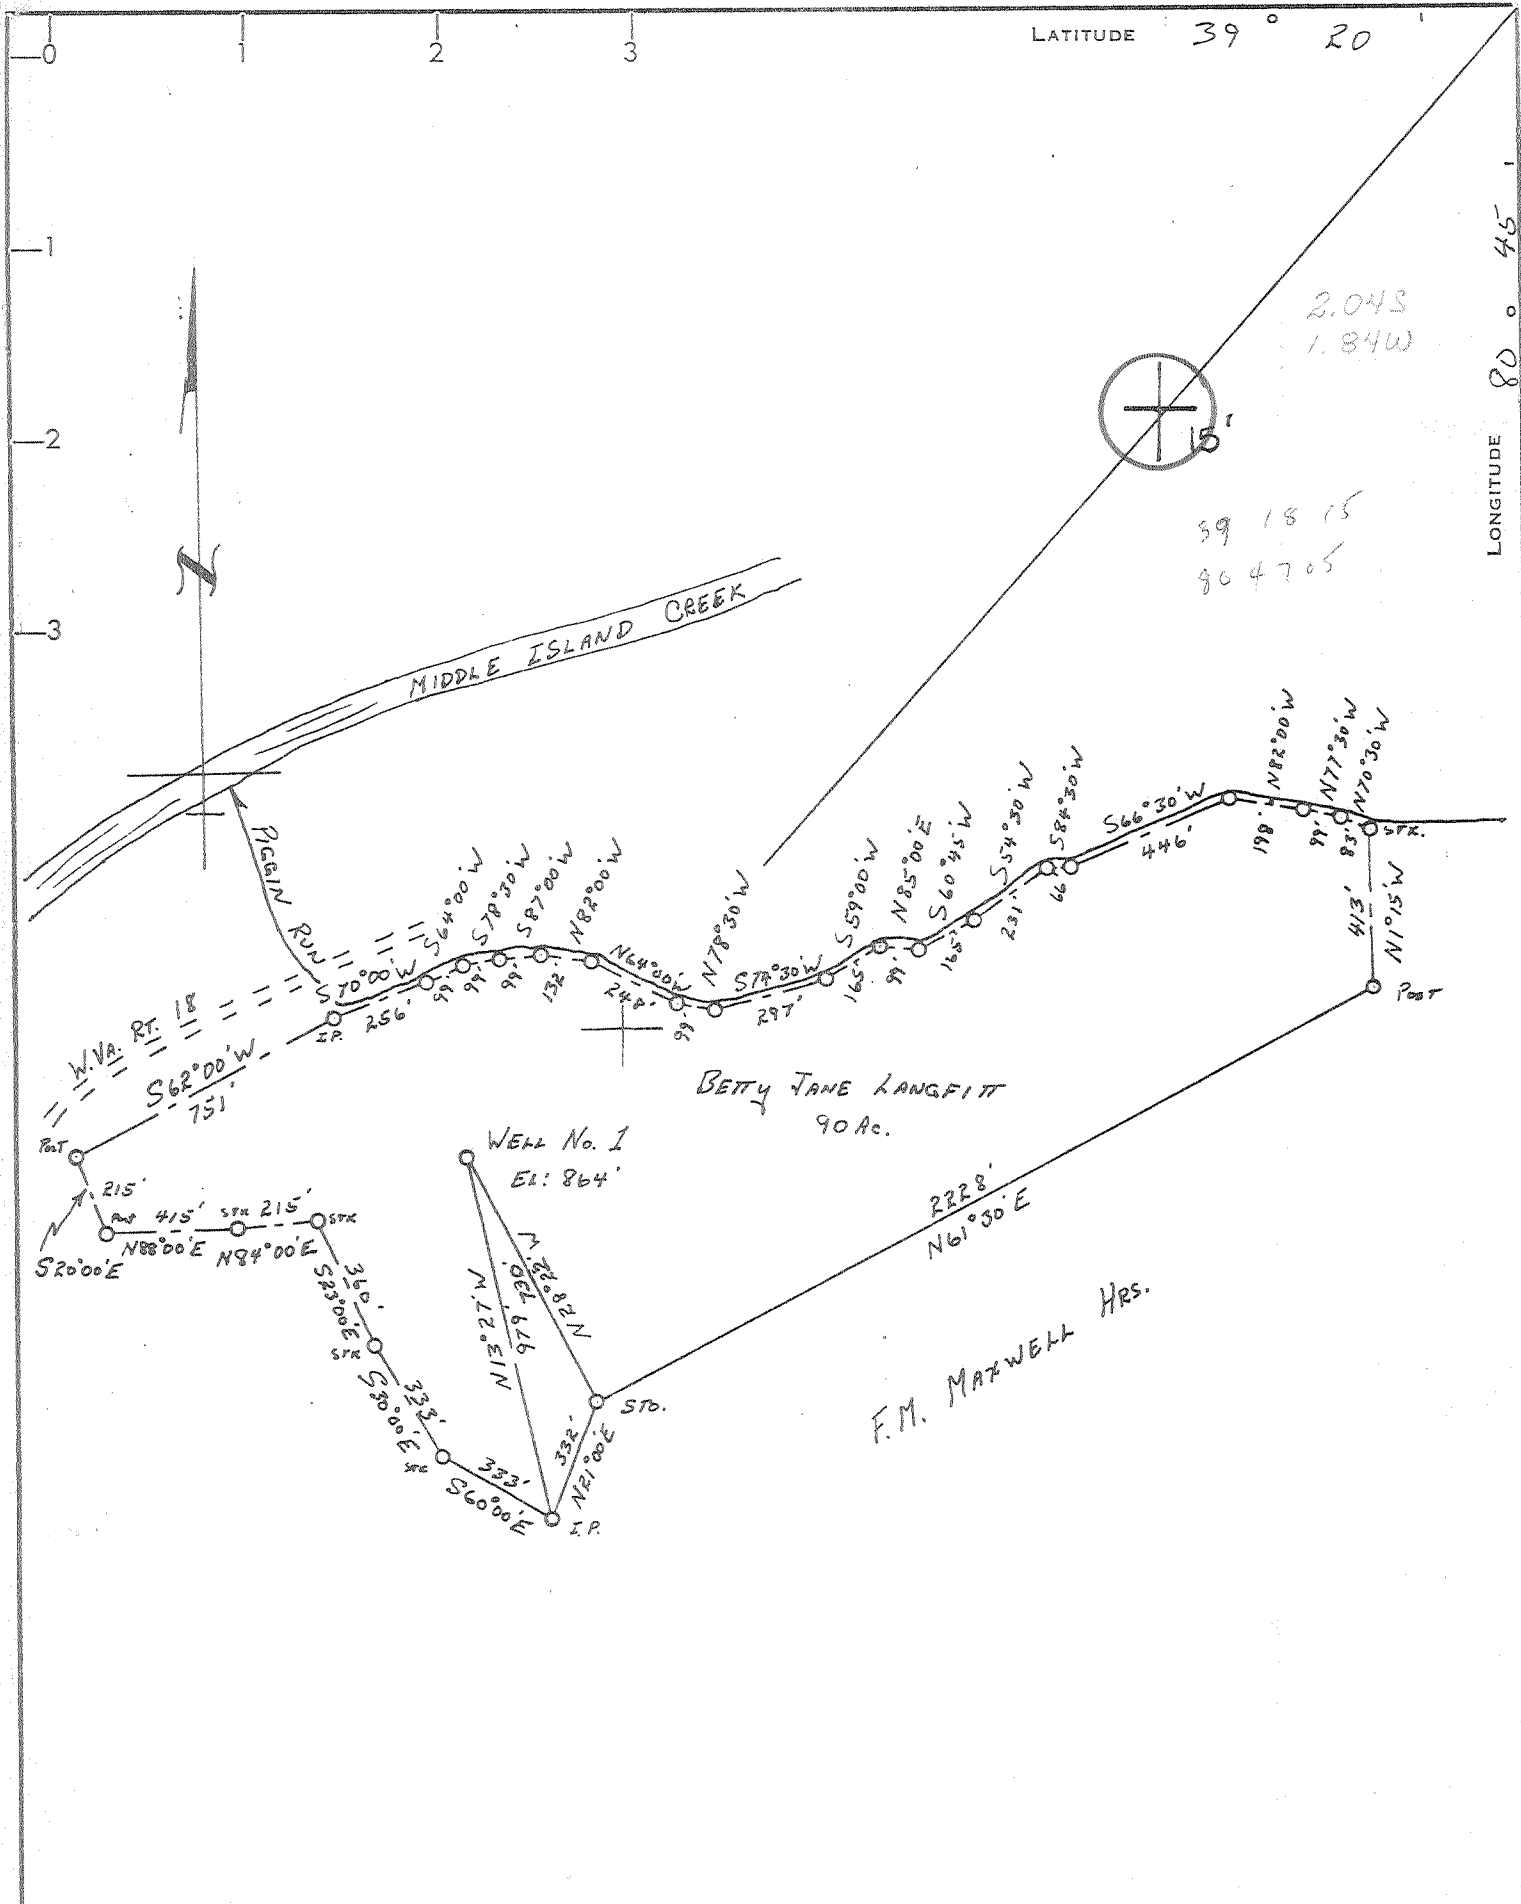 LATITUDE 39° 20'
0 1 2 3
1
2
3
LONGITUDE 80° 45'
2.04S
1.84W
15'
39 18 15
80 47 05
N
MIDDLE ISLAND CREEK
PIGGIN RUN
W.VA. RT. 18
S62°00'W
751'
I.P.
S70°00'W
256'
S64°00'W
99'
S78°30'W
99'
S87°00'W
99'
N82°00'W
132'
N64°00'W
N78°30'W
99'
297'
S59°00'W
165'
N85°00'E
99'
S60°45'W
165'
S54°30'W
231'
S84°30'W
66'
S66°30'W
446'
N82°00'W
198'
N77°30'W
99'
N70°30'W
83'
STK.
413'
N1°15'W
POST
BETTY JANE LANGFITT
90 Ac.
WELL No. 1
EL: 864'
POST
215'
S20°00'E
POST
415'
N88°00'E
STK
215'
N84°00'E
STK
360'
S23°00'E
STK
333'
S30°00'E
STK
333'
S60°00'E
I.P.
332'
N21°00'E
STO.
N13°27'W
979'
730'
N28°22'W
2228'
N61°30'E
F.M. MAXWELL HRS.